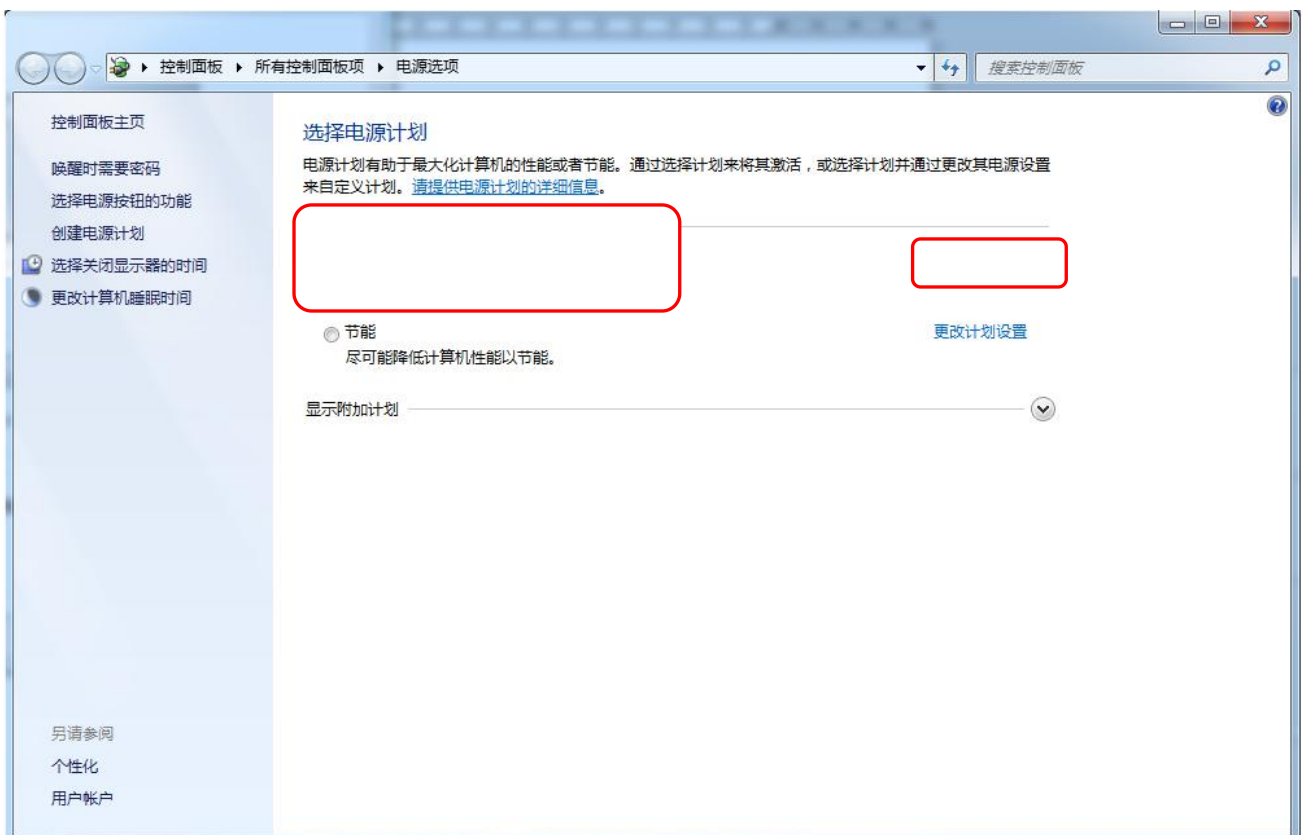 控制面板 ▸ 所有控制面板项 ▸ 电源选项
搜索控制面板
控制面板主页
唤醒时需要密码
选择电源按钮的功能
创建电源计划
选择关闭显示器的时间
更改计算机睡眠时间
选择电源计划
电源计划有助于最大化计算机的性能或者节能。通过选择计划来将其激活，或选择计划并通过更改其电源设置
来自定义计划。请提供电源计划的详细信息。
节能 更改计划设置
尽可能降低计算机性能以节能。
显示附加计划
另请参阅
个性化
用户帐户